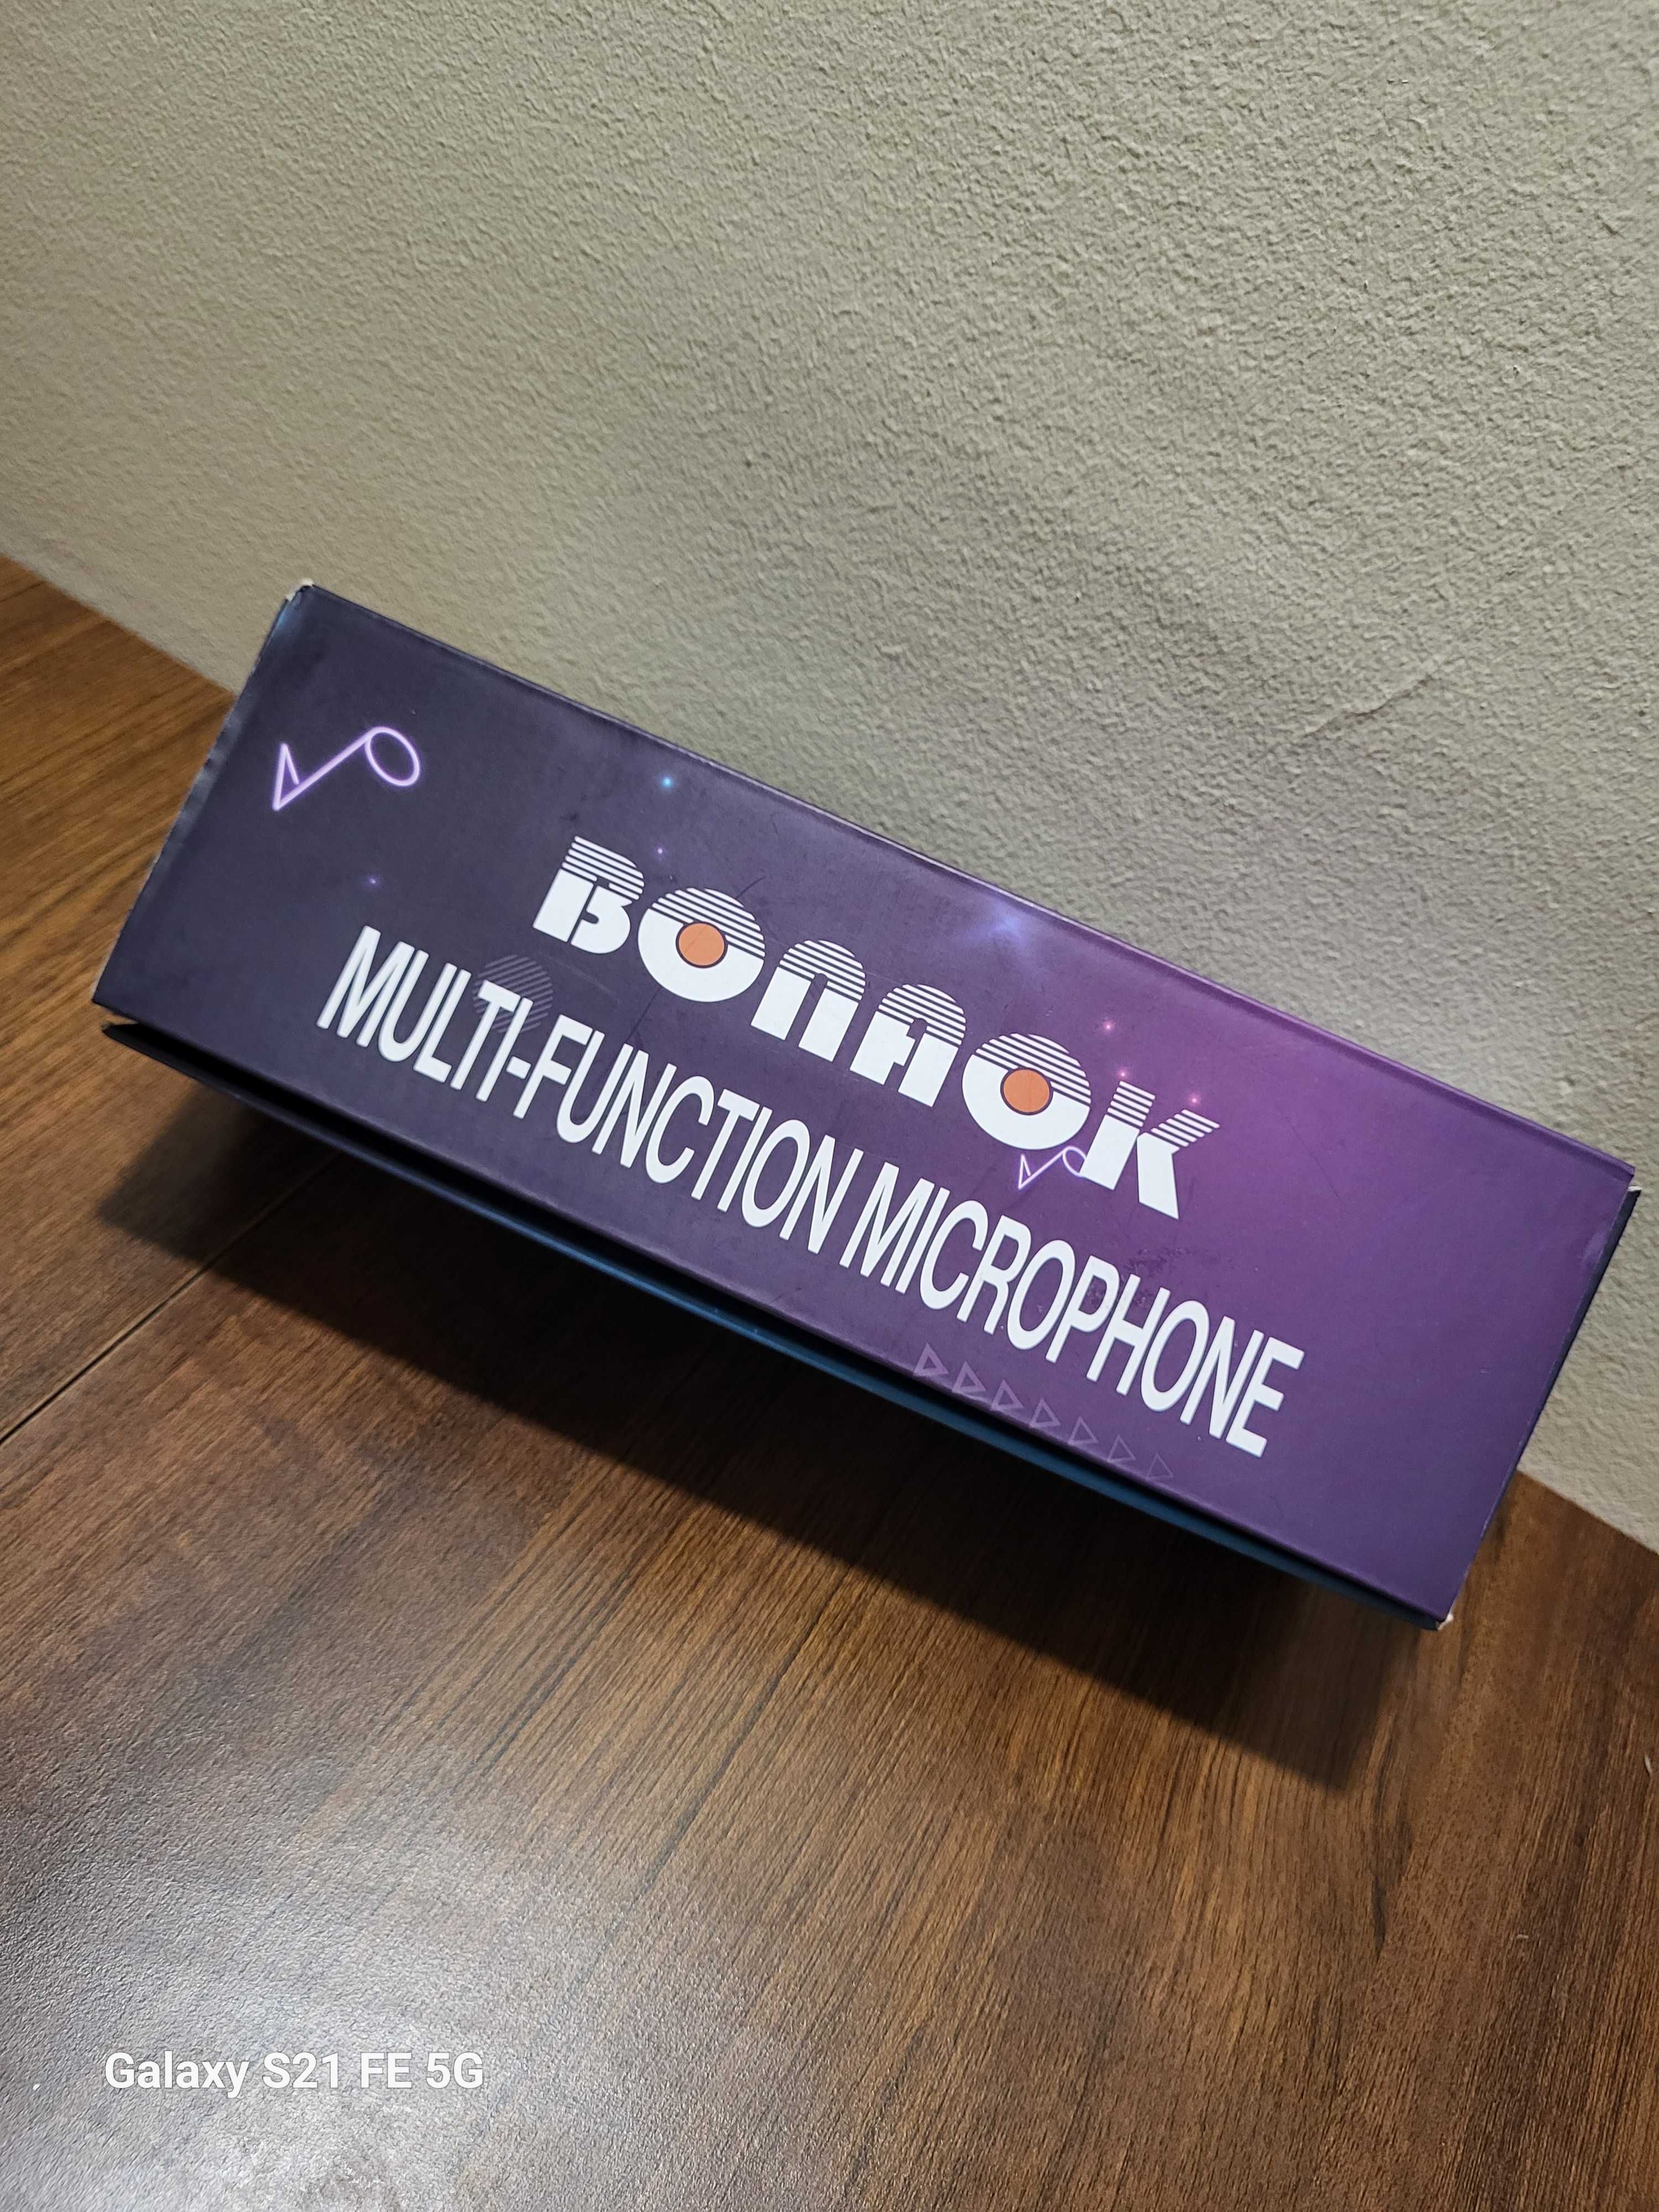 BONAOK
MULTI-FUNCTION MICROPHONE
Galaxy S21 FE 5G